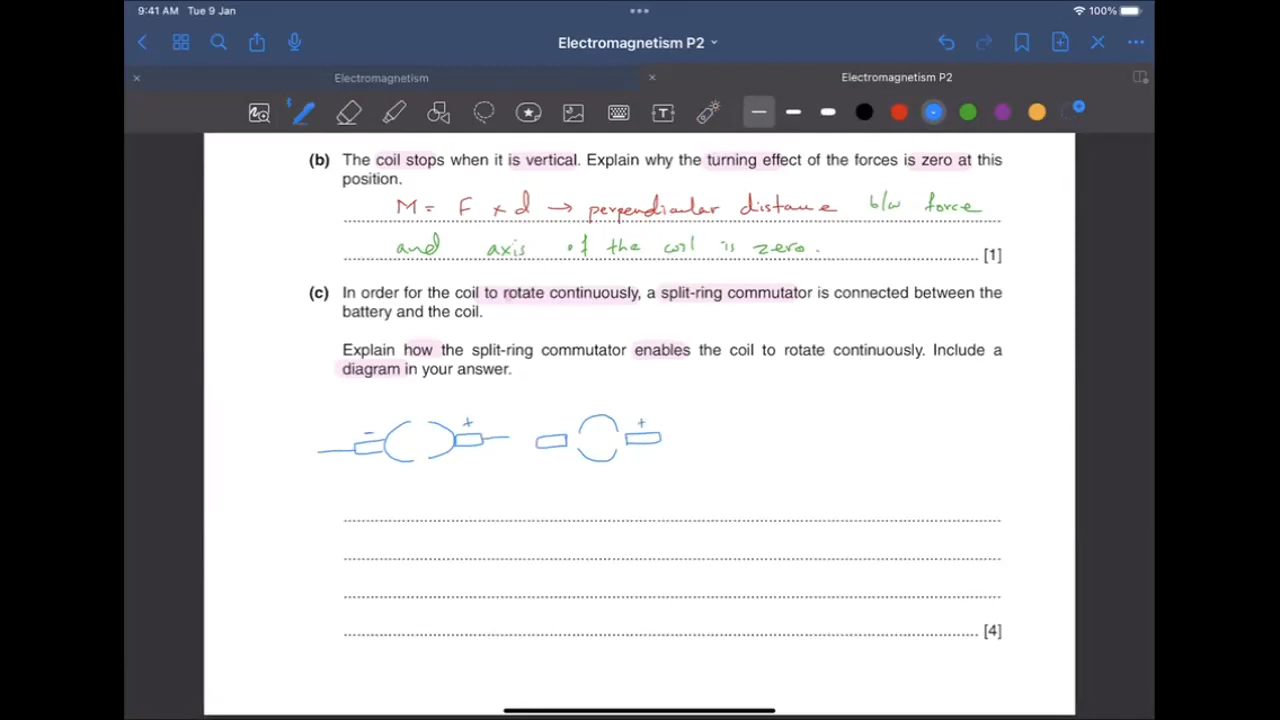 9:41 AM Tue 9 Jan
100%
Electromagnetism P2
Electromagnetism
Electromagnetism P2
(b) The coil stops when it is vertical. Explain why the turning effect of the forces is zero at this
position.
M = F × d → perpendicular distance b/w force
and axis of the coil is zero.
[1]
(c) In order for the coil to rotate continuously, a split-ring commutator is connected between the
battery and the coil.
Explain how the split-ring commutator enables the coil to rotate continuously. Include a
diagram in your answer.
- + +
[4]